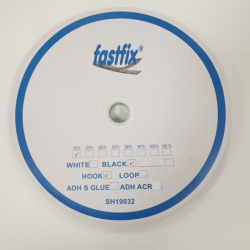 fastfix®
WHITE BLACK
HOOK LOOP
ADH S GLUE ADH ACR
SH19032